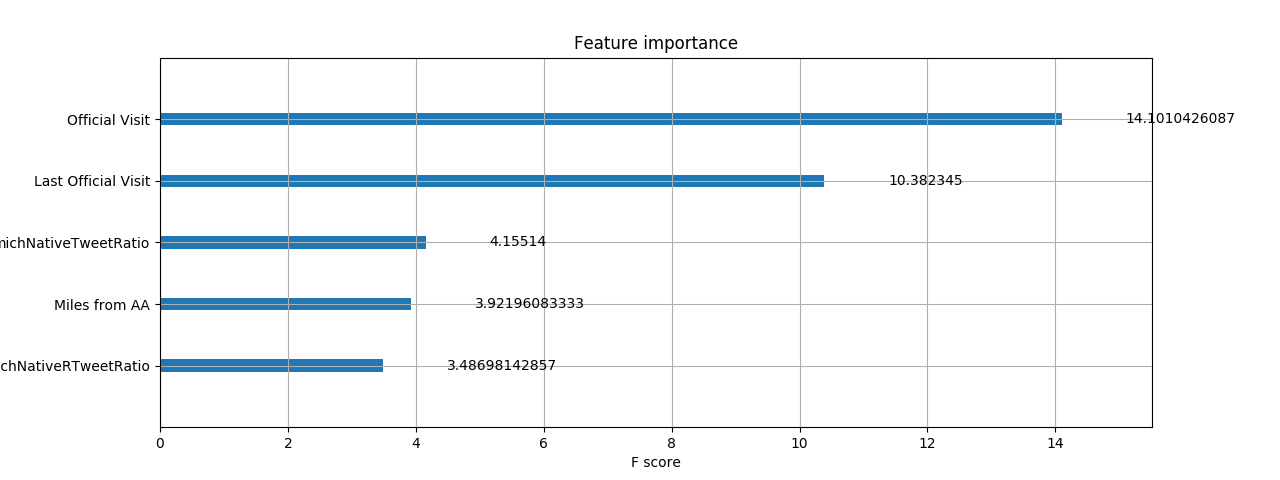 Feature importance
Official Visit
14.1010426087
Last Official Visit
10.382345
michNativeTweetRatio
4.15514
Miles from AA
3.92196083333
chNativeRTweetRatio
3.48698142857
0 2 4 6 8 10 12 14
F score